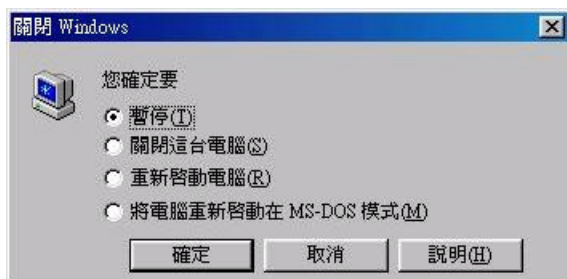 關閉 Windows
您確定要
暫停(T)
關閉這台電腦(S)
重新啟動電腦(R)
將電腦重新啟動在 MS-DOS 模式(M)
確定 取消 說明(H)